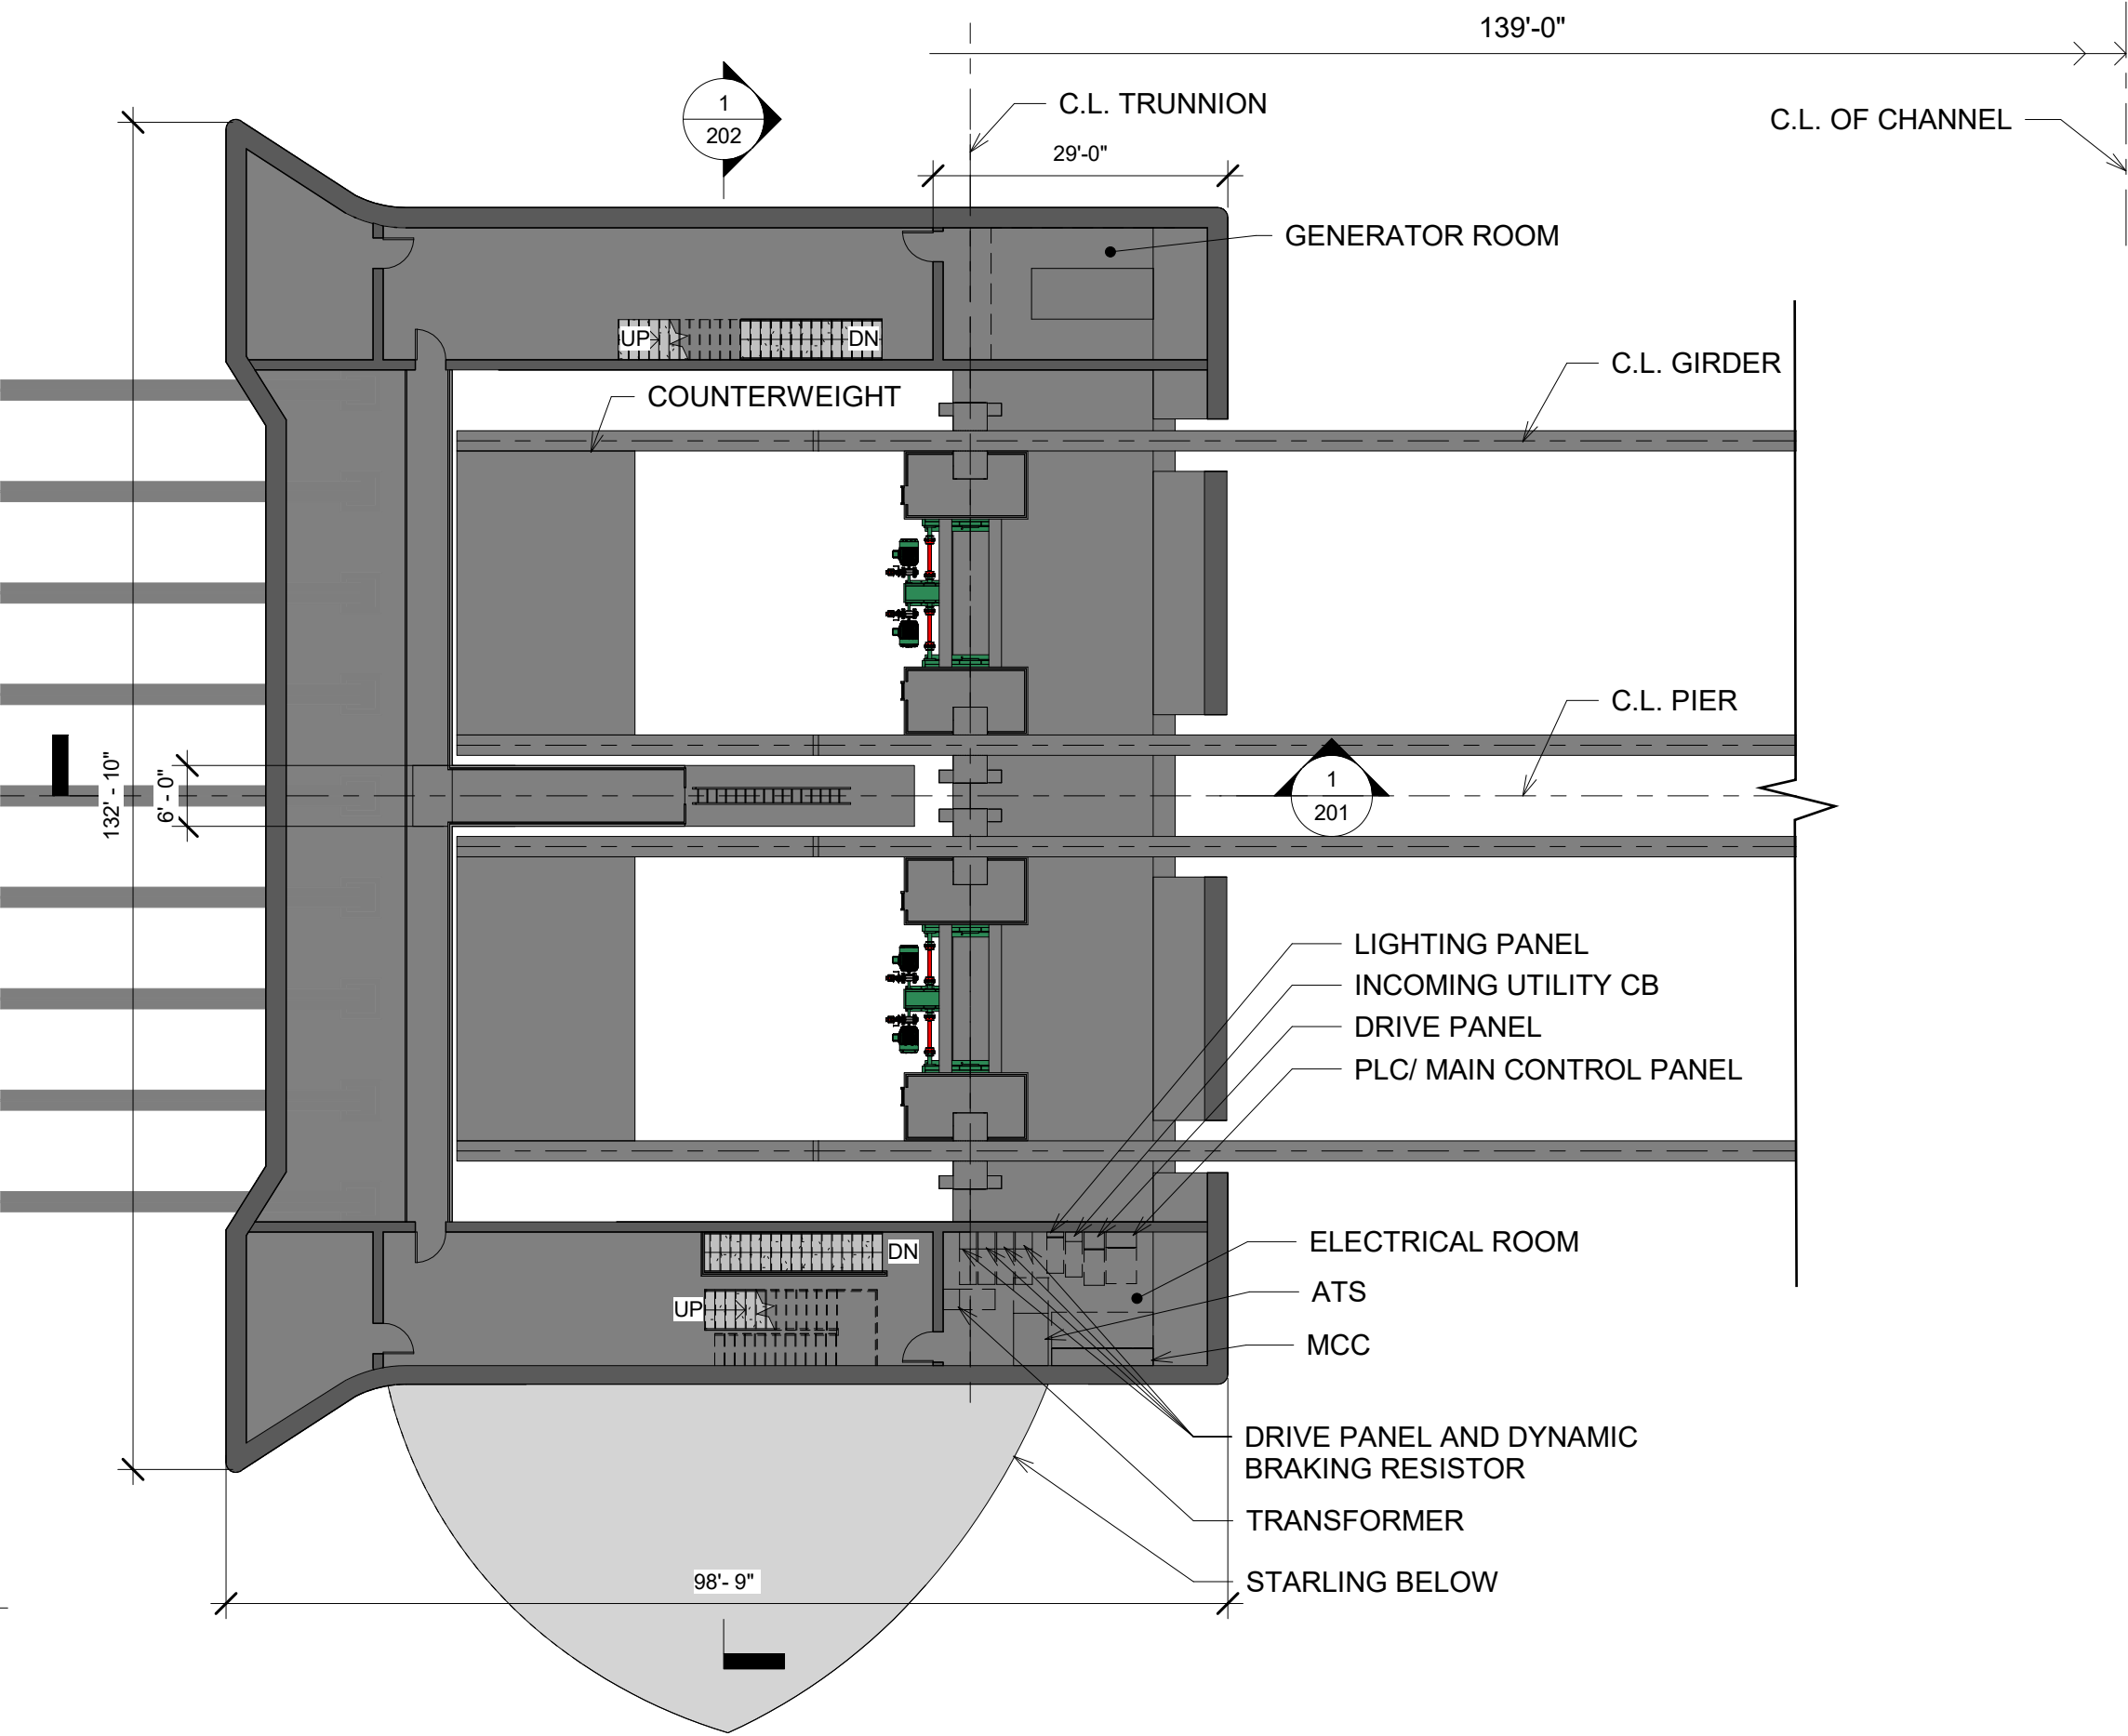 139'-0"
1
202
C.L. TRUNNION
C.L. OF CHANNEL
29'-0"
GENERATOR ROOM
UP
DN
C.L. GIRDER
COUNTERWEIGHT
C.L. PIER
132' - 10"
6' - 0"
1
201
LIGHTING PANEL
INCOMING UTILITY CB
DRIVE PANEL
PLC/ MAIN CONTROL PANEL
DN
ELECTRICAL ROOM
UP
ATS
MCC
DRIVE PANEL AND DYNAMIC
BRAKING RESISTOR
TRANSFORMER
98'- 9"
STARLING BELOW